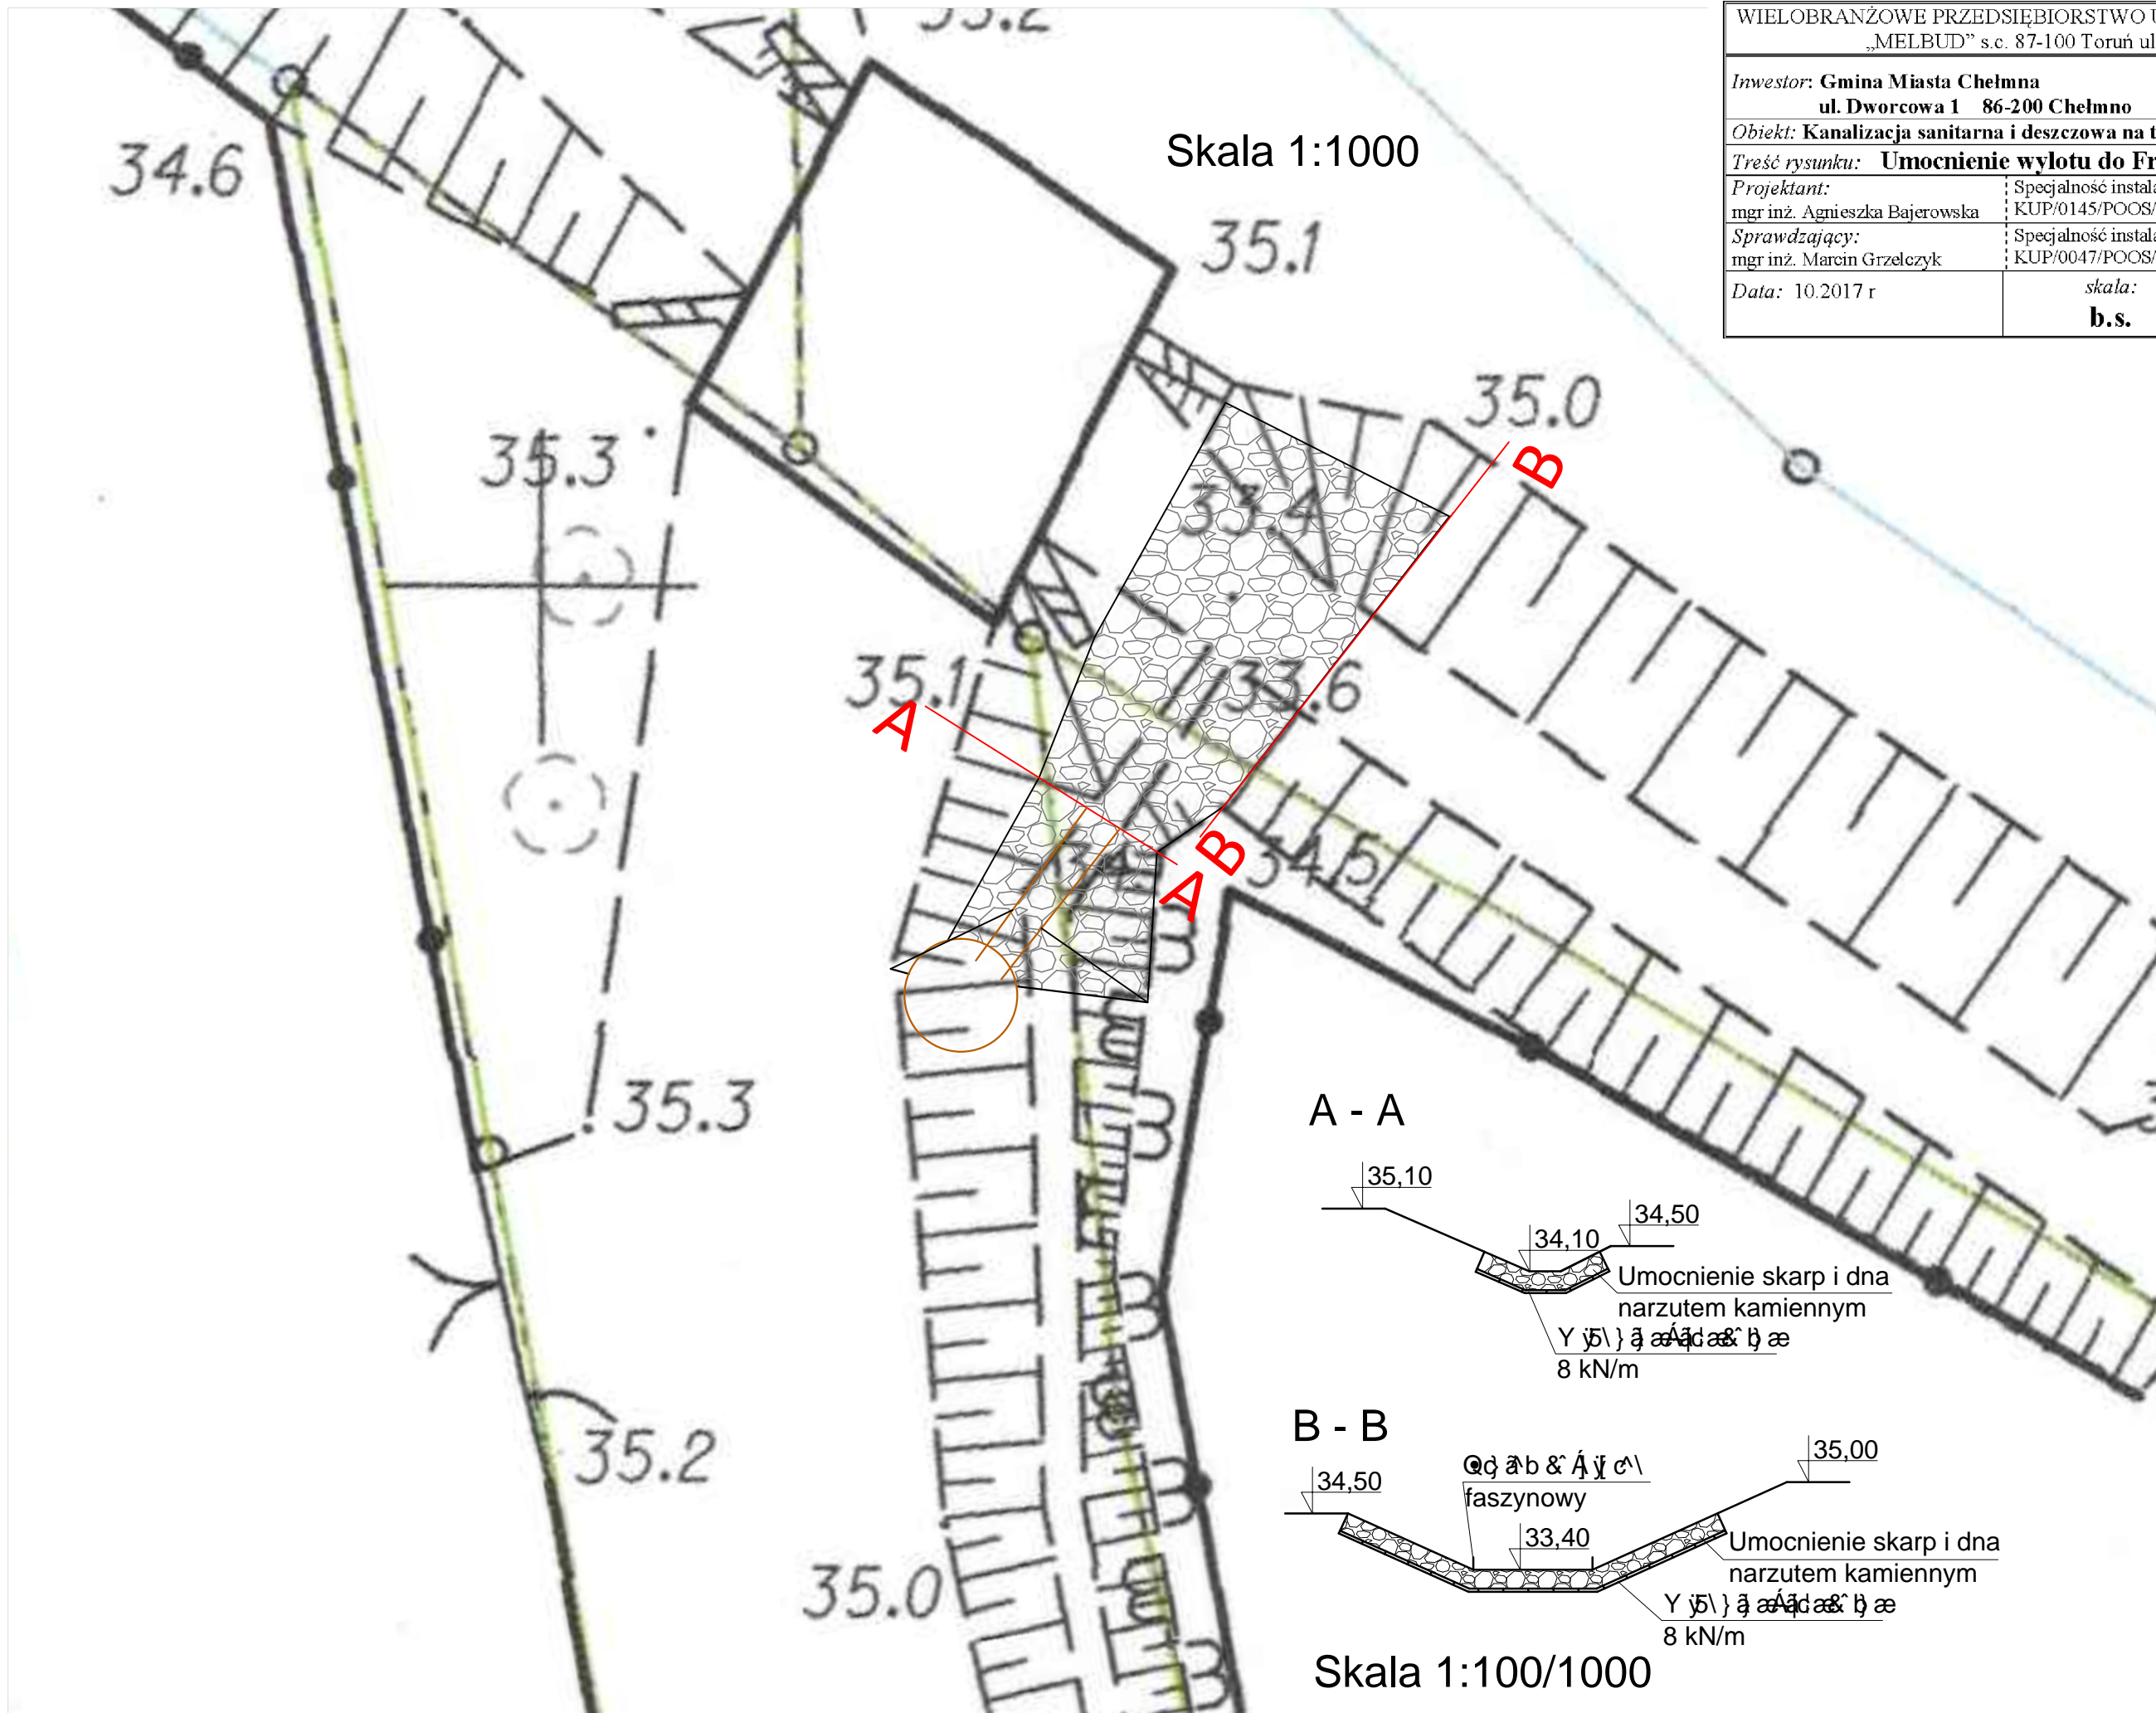 WIELOBRANŻOWE PRZEDSIĘBIORSTWO
„MELBUD” s.c. 87-100 Toruń ul
Inwestor: Gmina Miasta Chełmna
ul. Dworcowa 1 86-200 Chełmno
Obiekt: Kanalizacja sanitarna i deszczowa na
Treść rysunku: Umocnienie wylotu do
Projektant:
mgr inż. Agnieszka Bajerowska
Specjalność
KUP/0145/POOS/
Sprawdzający:
mgr inż. Marcin Grzelczyk
Specjalność
KUP/0047/POOS/
Data: 10.2017 r
skala:
b.s.
Skala 1:1000
34.6
35.1
35.0
B
35.3
33.4
35.1
33.6
A
B
34.5
A
35.3
35.2
35.0
A - A
35,10
34,50
34,10
Umocnienie skarp i dna
narzutem kamiennym
8 kN/m
B - B
34,50
35,00
faszynowy
33,40
Umocnienie skarp i dna
narzutem kamiennym
8 kN/m
Skala 1:100/1000